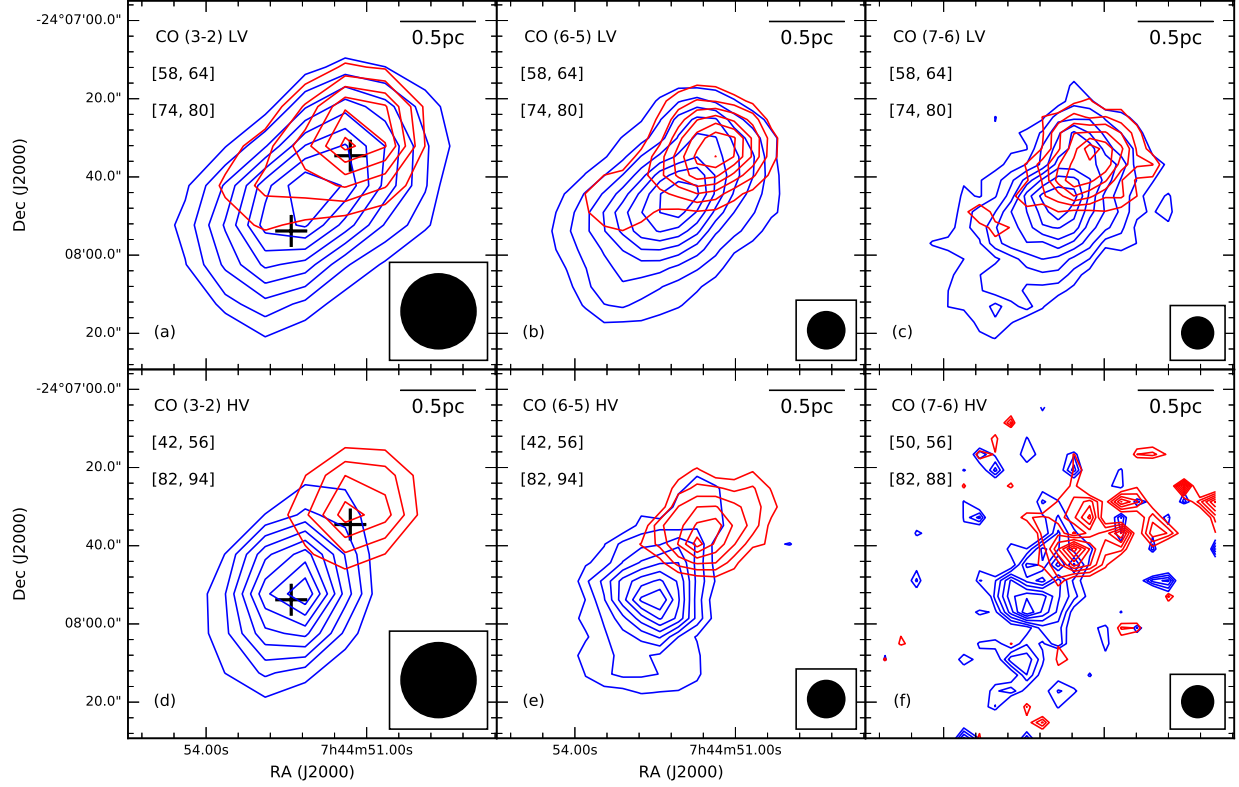 -24°07'00.0"
20.0"
40.0"
08'00.0"
20.0"
Dec (J2000)
CO (3-2) LV
0.5pc
[58, 64]
[74, 80]
(a)
CO (6-5) LV
0.5pc
[58, 64]
[74, 80]
(b)
CO (7-6) LV
0.5pc
[58, 64]
[74, 80]
(c)
-24°07'00.0"
20.0"
40.0"
08'00.0"
20.0"
Dec (J2000)
CO (3-2) HV
0.5pc
[42, 56]
[82, 94]
(d)
CO (6-5) HV
0.5pc
[42, 56]
[82, 94]
(e)
CO (7-6) HV
0.5pc
[50, 56]
[82, 88]
(f)
54.00s
7h44m51.00s
54.00s
7h44m51.00s
RA (J2000)
RA (J2000)